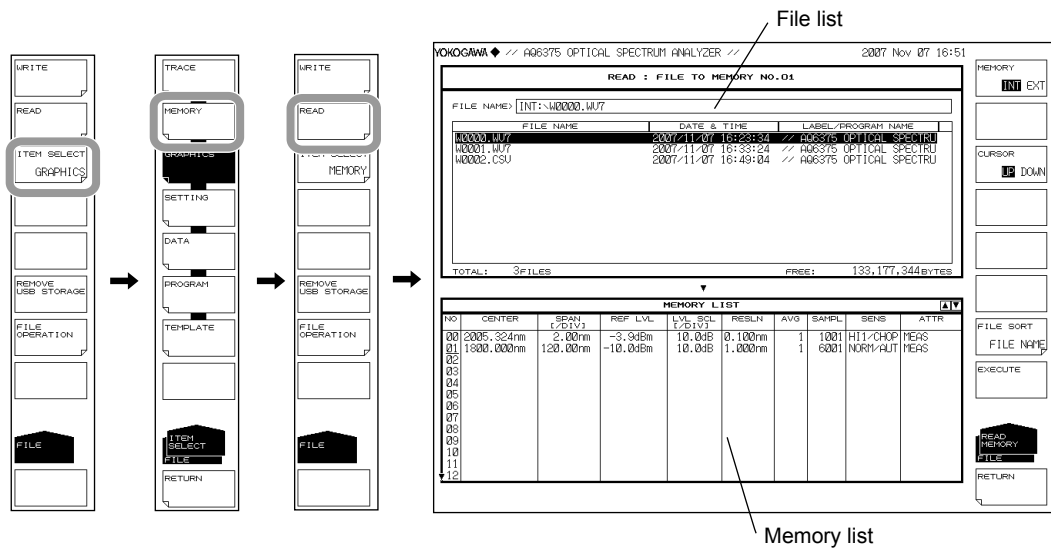 File list
WRITE
READ
ITEM SELECT
GRAPHICS
REMOVE
USB STORAGE
FILE
OPERATION
FILE
TRACE
MEMORY
GRAPHICS
SETTING
DATA
PROGRAM
TEMPLATE
ITEM
SELECT
FILE
RETURN
WRITE
READ
ITEM SELECT
MEMORY
REMOVE
USB STORAGE
FILE
OPERATION
FILE
YOKOGAWA ◆ // AQ6375 OPTICAL SPECTRUM ANALYZER // 2007 Nov 07 16:51
READ : FILE TO MEMORY NO.01
FILE NAME> INT:\W0000.WV7
FILE NAME DATE & TIME LABEL/PROGRAM NAME
W0000.WV7 2007/11/07 16:23:34 // AQ6375 OPTICAL SPECTRU
W0001.WV7 2007/11/07 16:33:24 // AQ6375 OPTICAL SPECTRU
W0002.CSV 2007/11/07 16:49:04 // AQ6375 OPTICAL SPECTRU
TOTAL: 3FILES FREE: 133,177,344BYTES
MEMORY LIST
NO CENTER SPAN [/DIV] REF LVL LVL SCL [/DIV] RESLN AVG SAMPL SENS ATTR
00 2005.324nm 2.00nm -3.9dBm 10.0dB 0.100nm 1 1001 HI1/CHOP MEAS
01 1800.000nm 120.00nm -10.0dBm 10.0dB 1.000nm 1 6001 NORM/AUT MEAS
02
03
04
05
06
07
08
09
10
11
12
MEMORY
INT EXT
CURSOR
UP DOWN
FILE SORT
FILE NAME
EXECUTE
READ
MEMORY
FILE
RETURN
Memory list